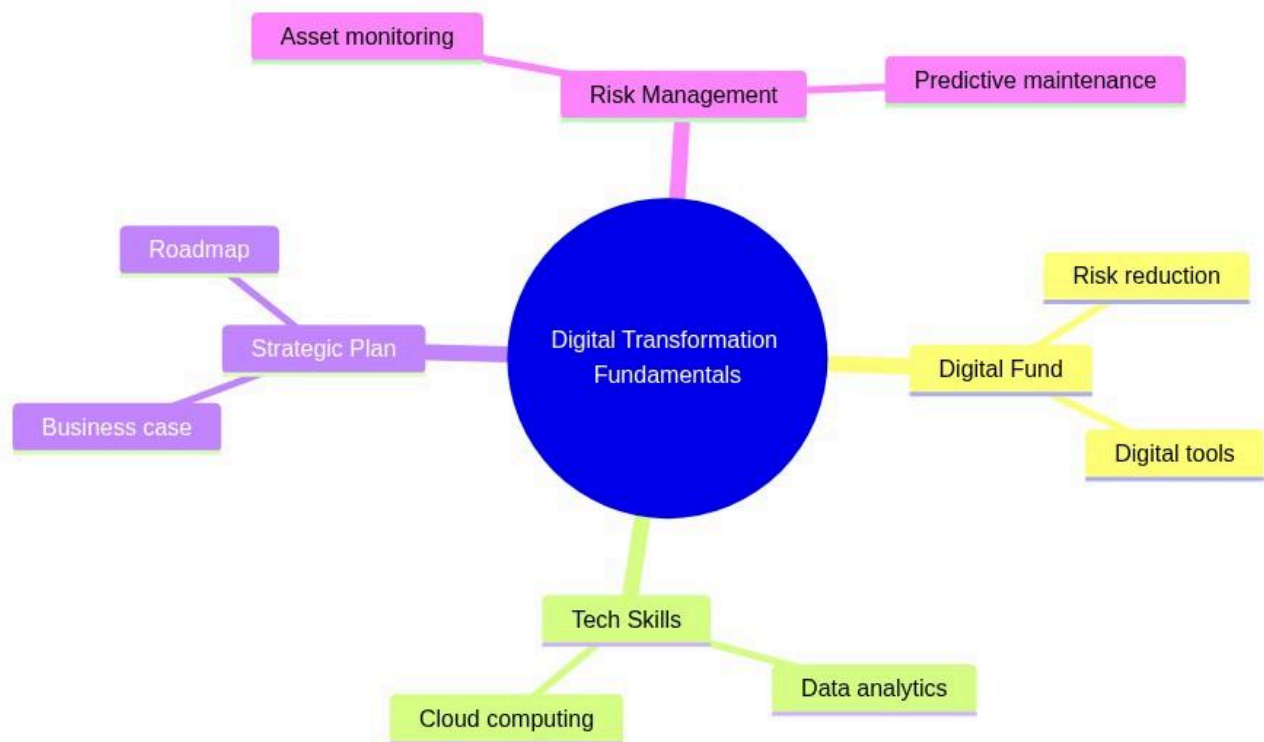 Asset monitoring
Risk Management
Predictive maintenance
Roadmap
Strategic Plan
Business case
Digital Transformation
Fundamentals
Risk reduction
Digital Fund
Digital tools
Tech Skills
Cloud computing
Data analytics